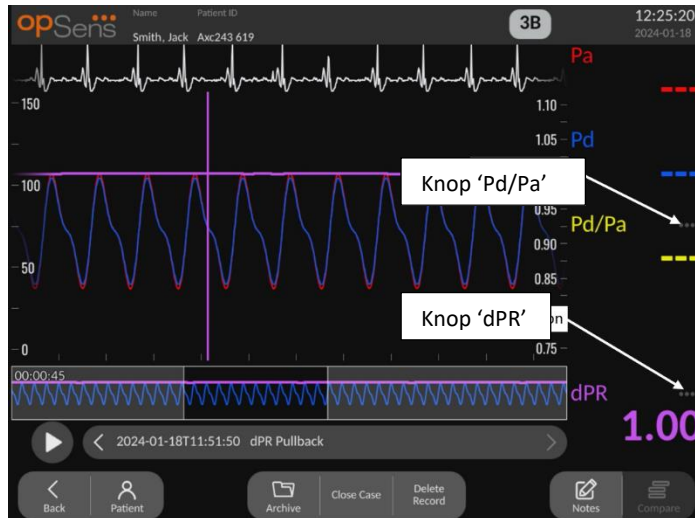 opSens
Name Patient ID
Smith, Jack Axc243 619
3B
12:25:20
2024-01-18
Pa
150
1.10
1.05
Pd
Knop ‘Pd/Pa’
100
0.95
Pd/Pa
0.90
50
0.85
Knop ‘dPR’
on
0
0.75
00:00:45
dPR
1.00
2024-01-18T11:51:50 dPR Pullback
Back
Patient
Archive
Close Case
Delete
Record
Notes
Compare